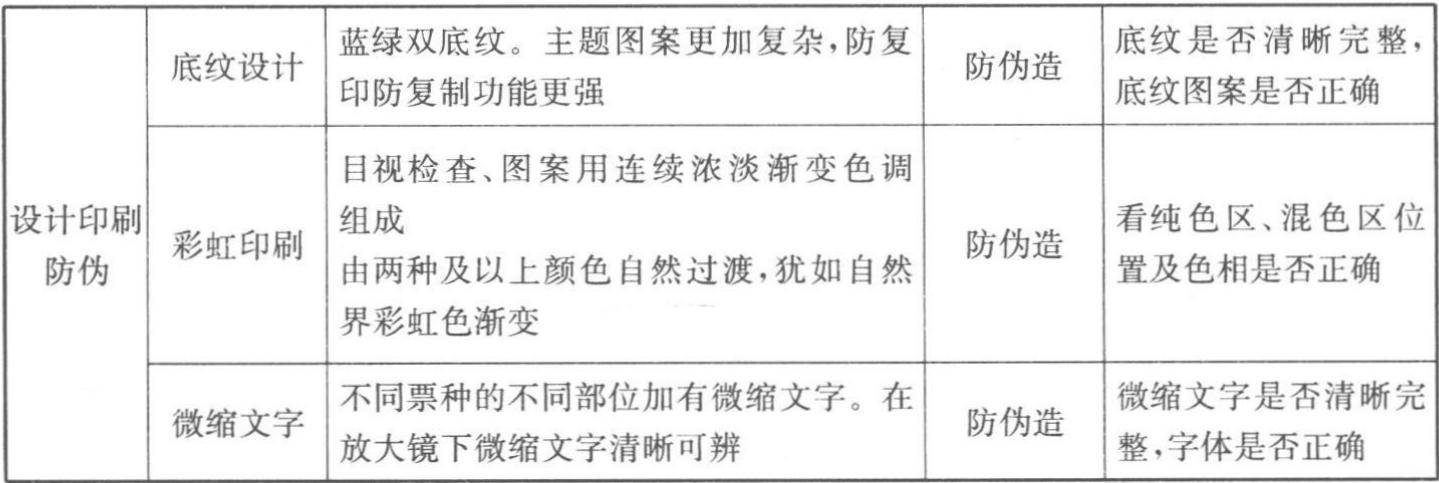 设计印刷
防伪
底纹设计
蓝绿双底纹。主题图案更加复杂,防复
印防复制功能更强
防伪造
底纹是否清晰完整,
底纹图案是否正确
彩虹印刷
目视检查、图案用连续浓淡渐变色调
组成
由两种及以上颜色自然过渡,犹如自然
界彩虹色渐变
防伪造
看纯色区、混色区位
置及色相是否正确
微缩文字
不同票种的不同部位加有微缩文字。在
放大镜下微缩文字清晰可辨
防伪造
微缩文字是否清晰完
整,字体是否正确